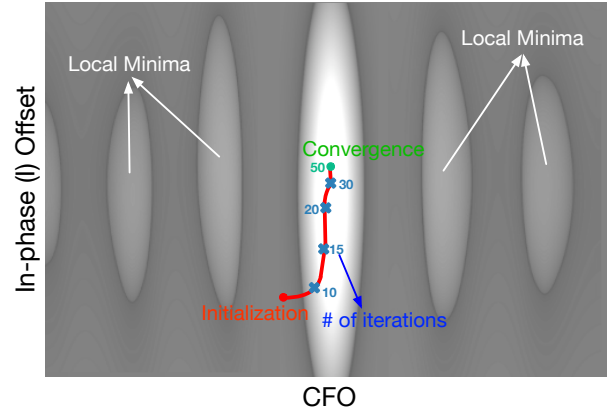 Local Minima
Local Minima
In-phase (I) Offset
Convergence
50
30
20
15
10
Initialization
# of iterations
CFO